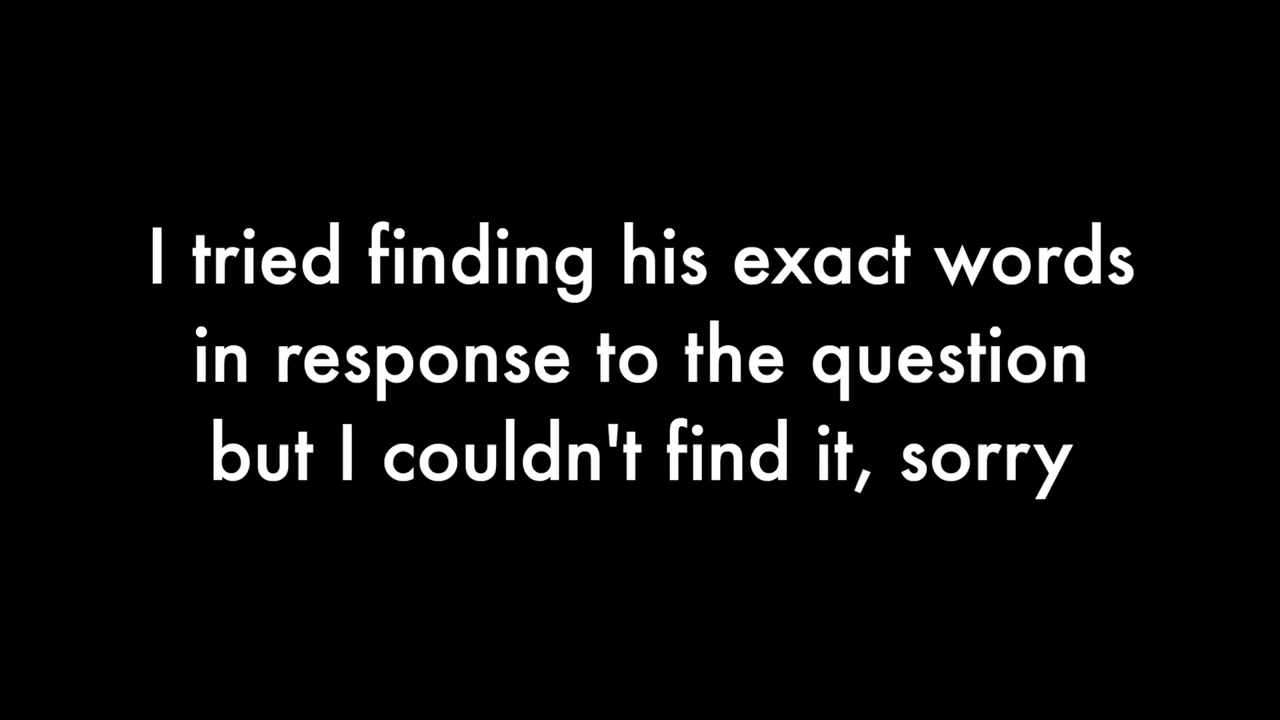 I tried finding his exact words
in response to the question
but I couldn't find it, sorry